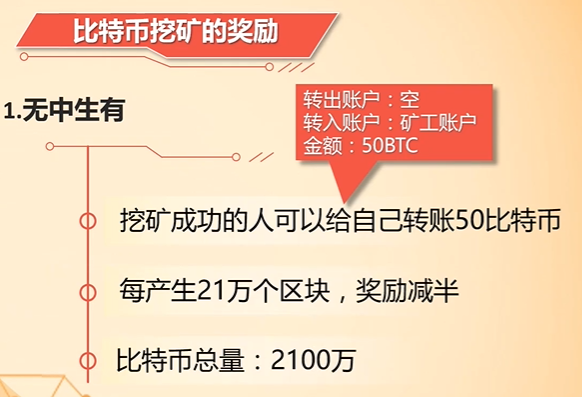 比特币挖矿的奖励
1.无中生有
转出账户：空
转入账户：矿工账户
金额：50BTC
挖矿成功的人可以给自己转账50比特币
每产生21万个区块，奖励减半
比特币总量：2100万